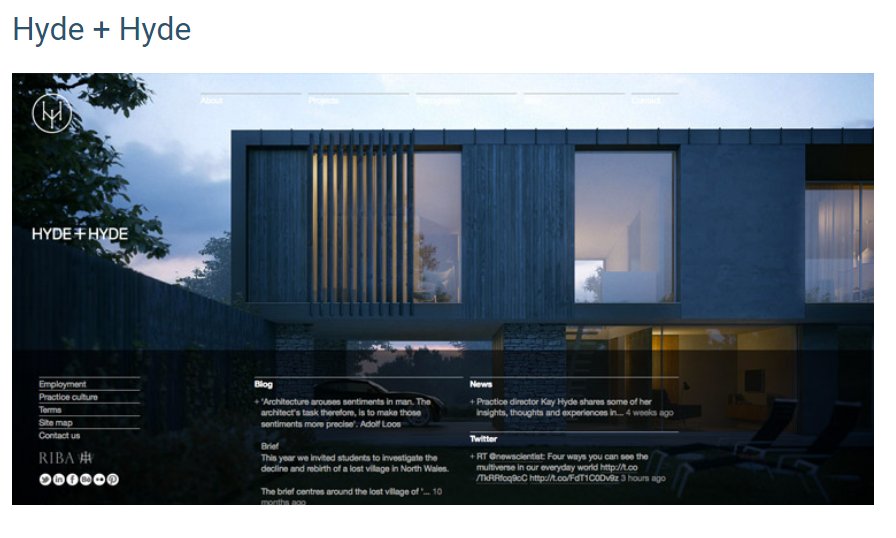 Hyde + Hyde
About
Projects
Recognition
Blog
Contact
HYDE + HYDE
Employment
Practice culture
Terms
Site map
Contact us
RIBA
Blog
+ 'Architecture arouses sentiments in man. The
architect's task therefore, is to make those
sentiments more precise'. Adolf Loos
Brief
This year we invited students to investigate the
decline and rebirth of a lost village in North Wales.
The brief centres around the lost village of '... 10
months ago
News
+ Practice director Kay Hyde shares some of her
insights, thoughts and experiences in... 4 weeks ago
Twitter
+ RT @newscientist: Four ways you can see the
multiverse in our everyday world http://t.co
/TkRRfcq9cC http://t.co/FdT1C0Dv9z 3 hours ago